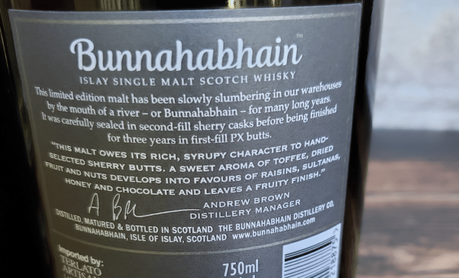 Bunnahabhain™
ISLAY SINGLE MALT SCOTCH WHISKY
This limited edition malt has been slowly slumbering in our warehouses
by the mouth of a river – or Bunnahabhain – for many long years.
It was carefully sealed in second-fill sherry casks before being finished
for three years in first-fill PX butts.
"THIS MALT OWES ITS RICH, SYRUPY CHARACTER TO HAND-
SELECTED SHERRY BUTTS. A SWEET AROMA OF TOFFEE, DRIED
FRUIT AND NUTS DEVELOPS INTO FAVOURS OF RAISINS, SULTANAS,
HONEY AND CHOCOLATE AND LEAVES A FRUITY FINISH."
ANDREW BROWN
DISTILLERY MANAGER
DISTILLED, MATURED & BOTTLED IN SCOTLAND THE BUNNAHABHAIN DISTILLERY CO.
BUNNAHABHAIN, ISLE OF ISLAY, SCOTLAND www.bunnahabhain.com
Imported by:
TERLATO
ARTISAN
750ml